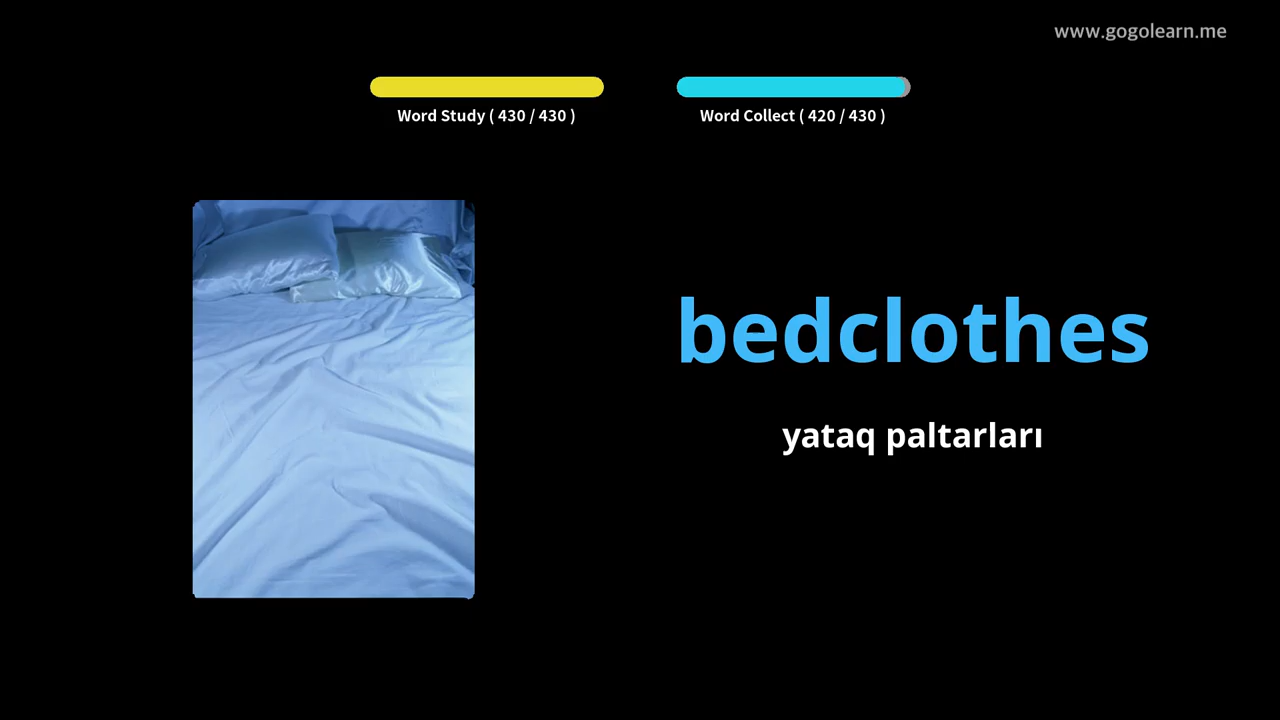 www.gogolearn.me
Word Study ( 430 / 430 )
Word Collect ( 420 / 430 )
bedclothes
yataq paltarları